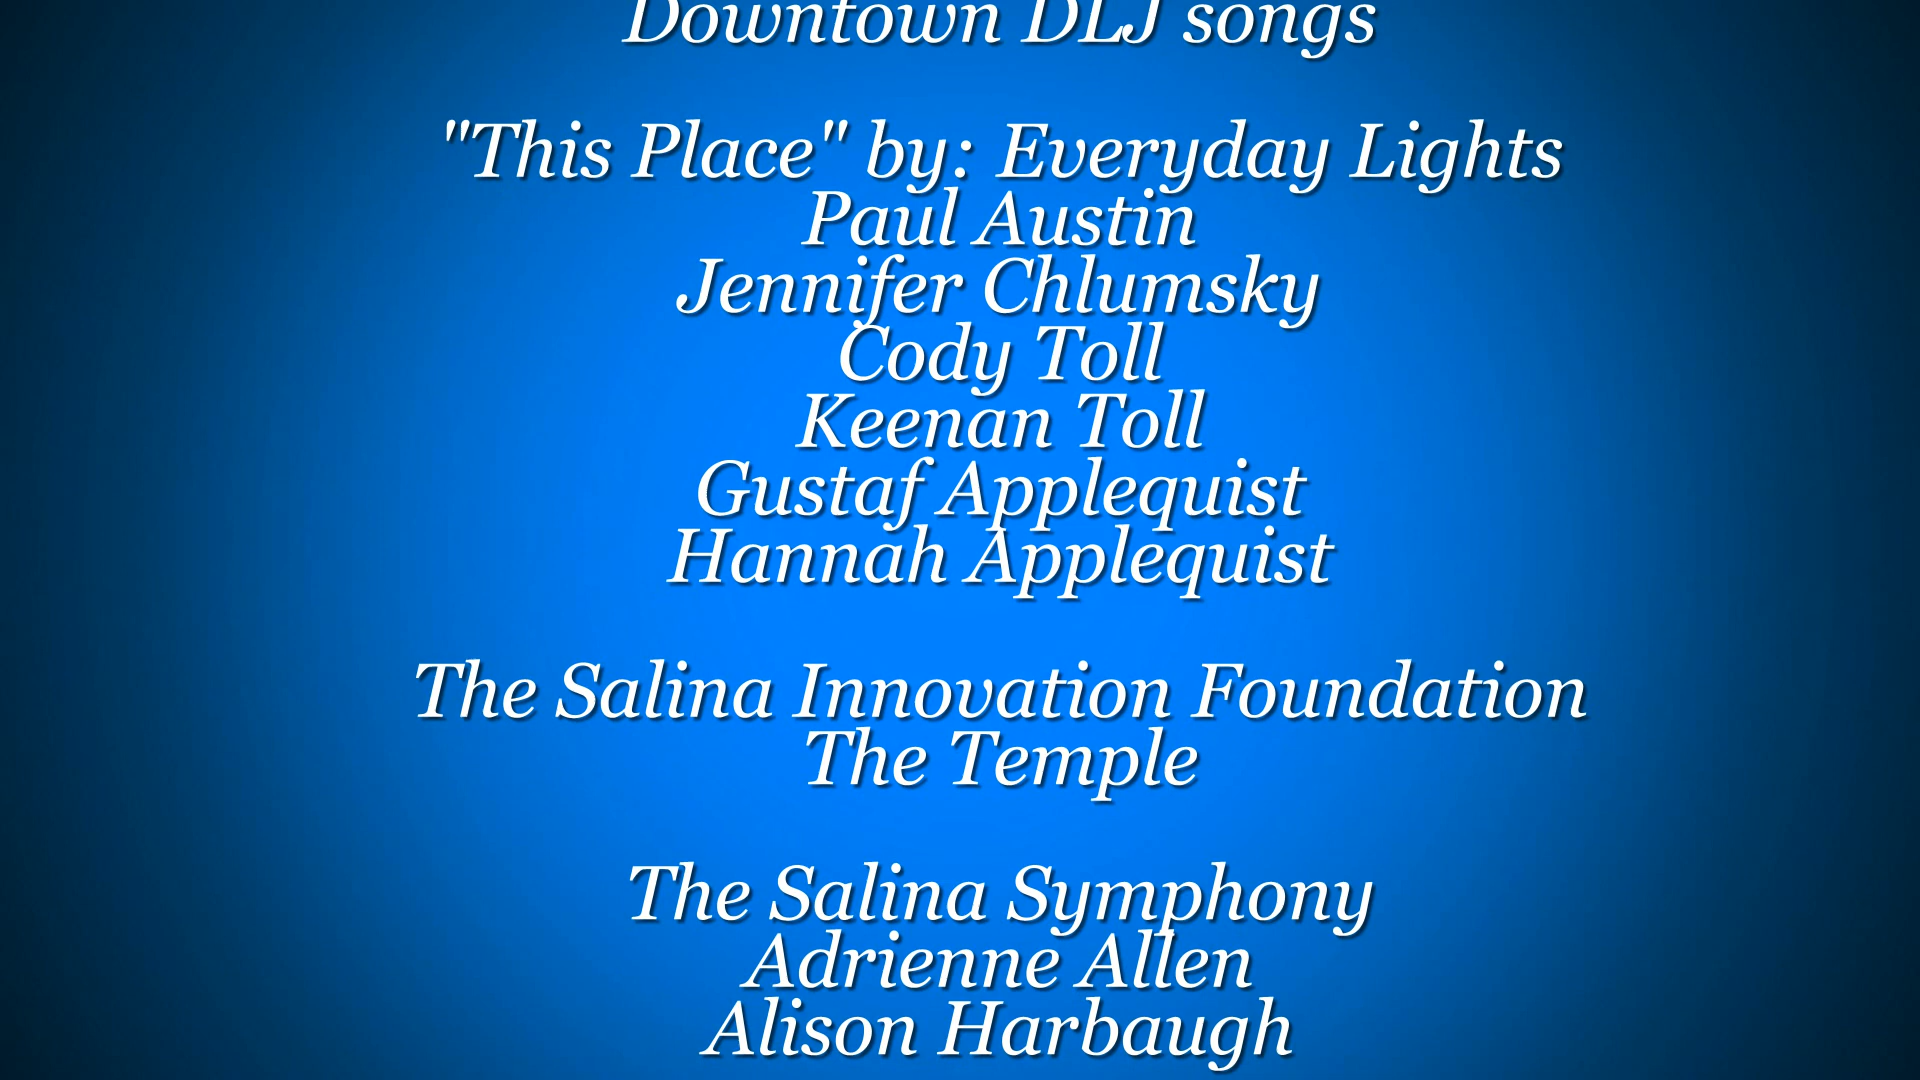 Downtown DLJ songs
"This Place" by: Everyday Lights
Paul Austin
Jennifer Chlumsky
Cody Toll
Keenan Toll
Gustaf Applequist
Hannah Applequist
The Salina Innovation Foundation
The Temple
The Salina Symphony
Adrienne Allen
Alison Harbaugh